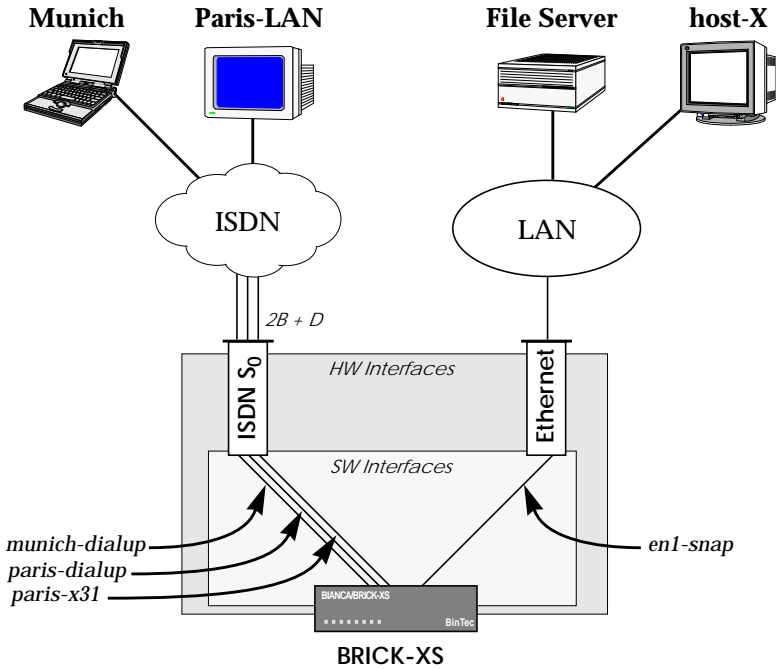 Munich
Paris-LAN
File Server
host-X
ISDN
LAN
2B + D
ISDN S0
HW Interfaces
Ethernet
SW Interfaces
munich-dialup
paris-dialup
paris-x31
en1-snap
BIANCA/BRICK-XS
BinTec
BRICK-XS